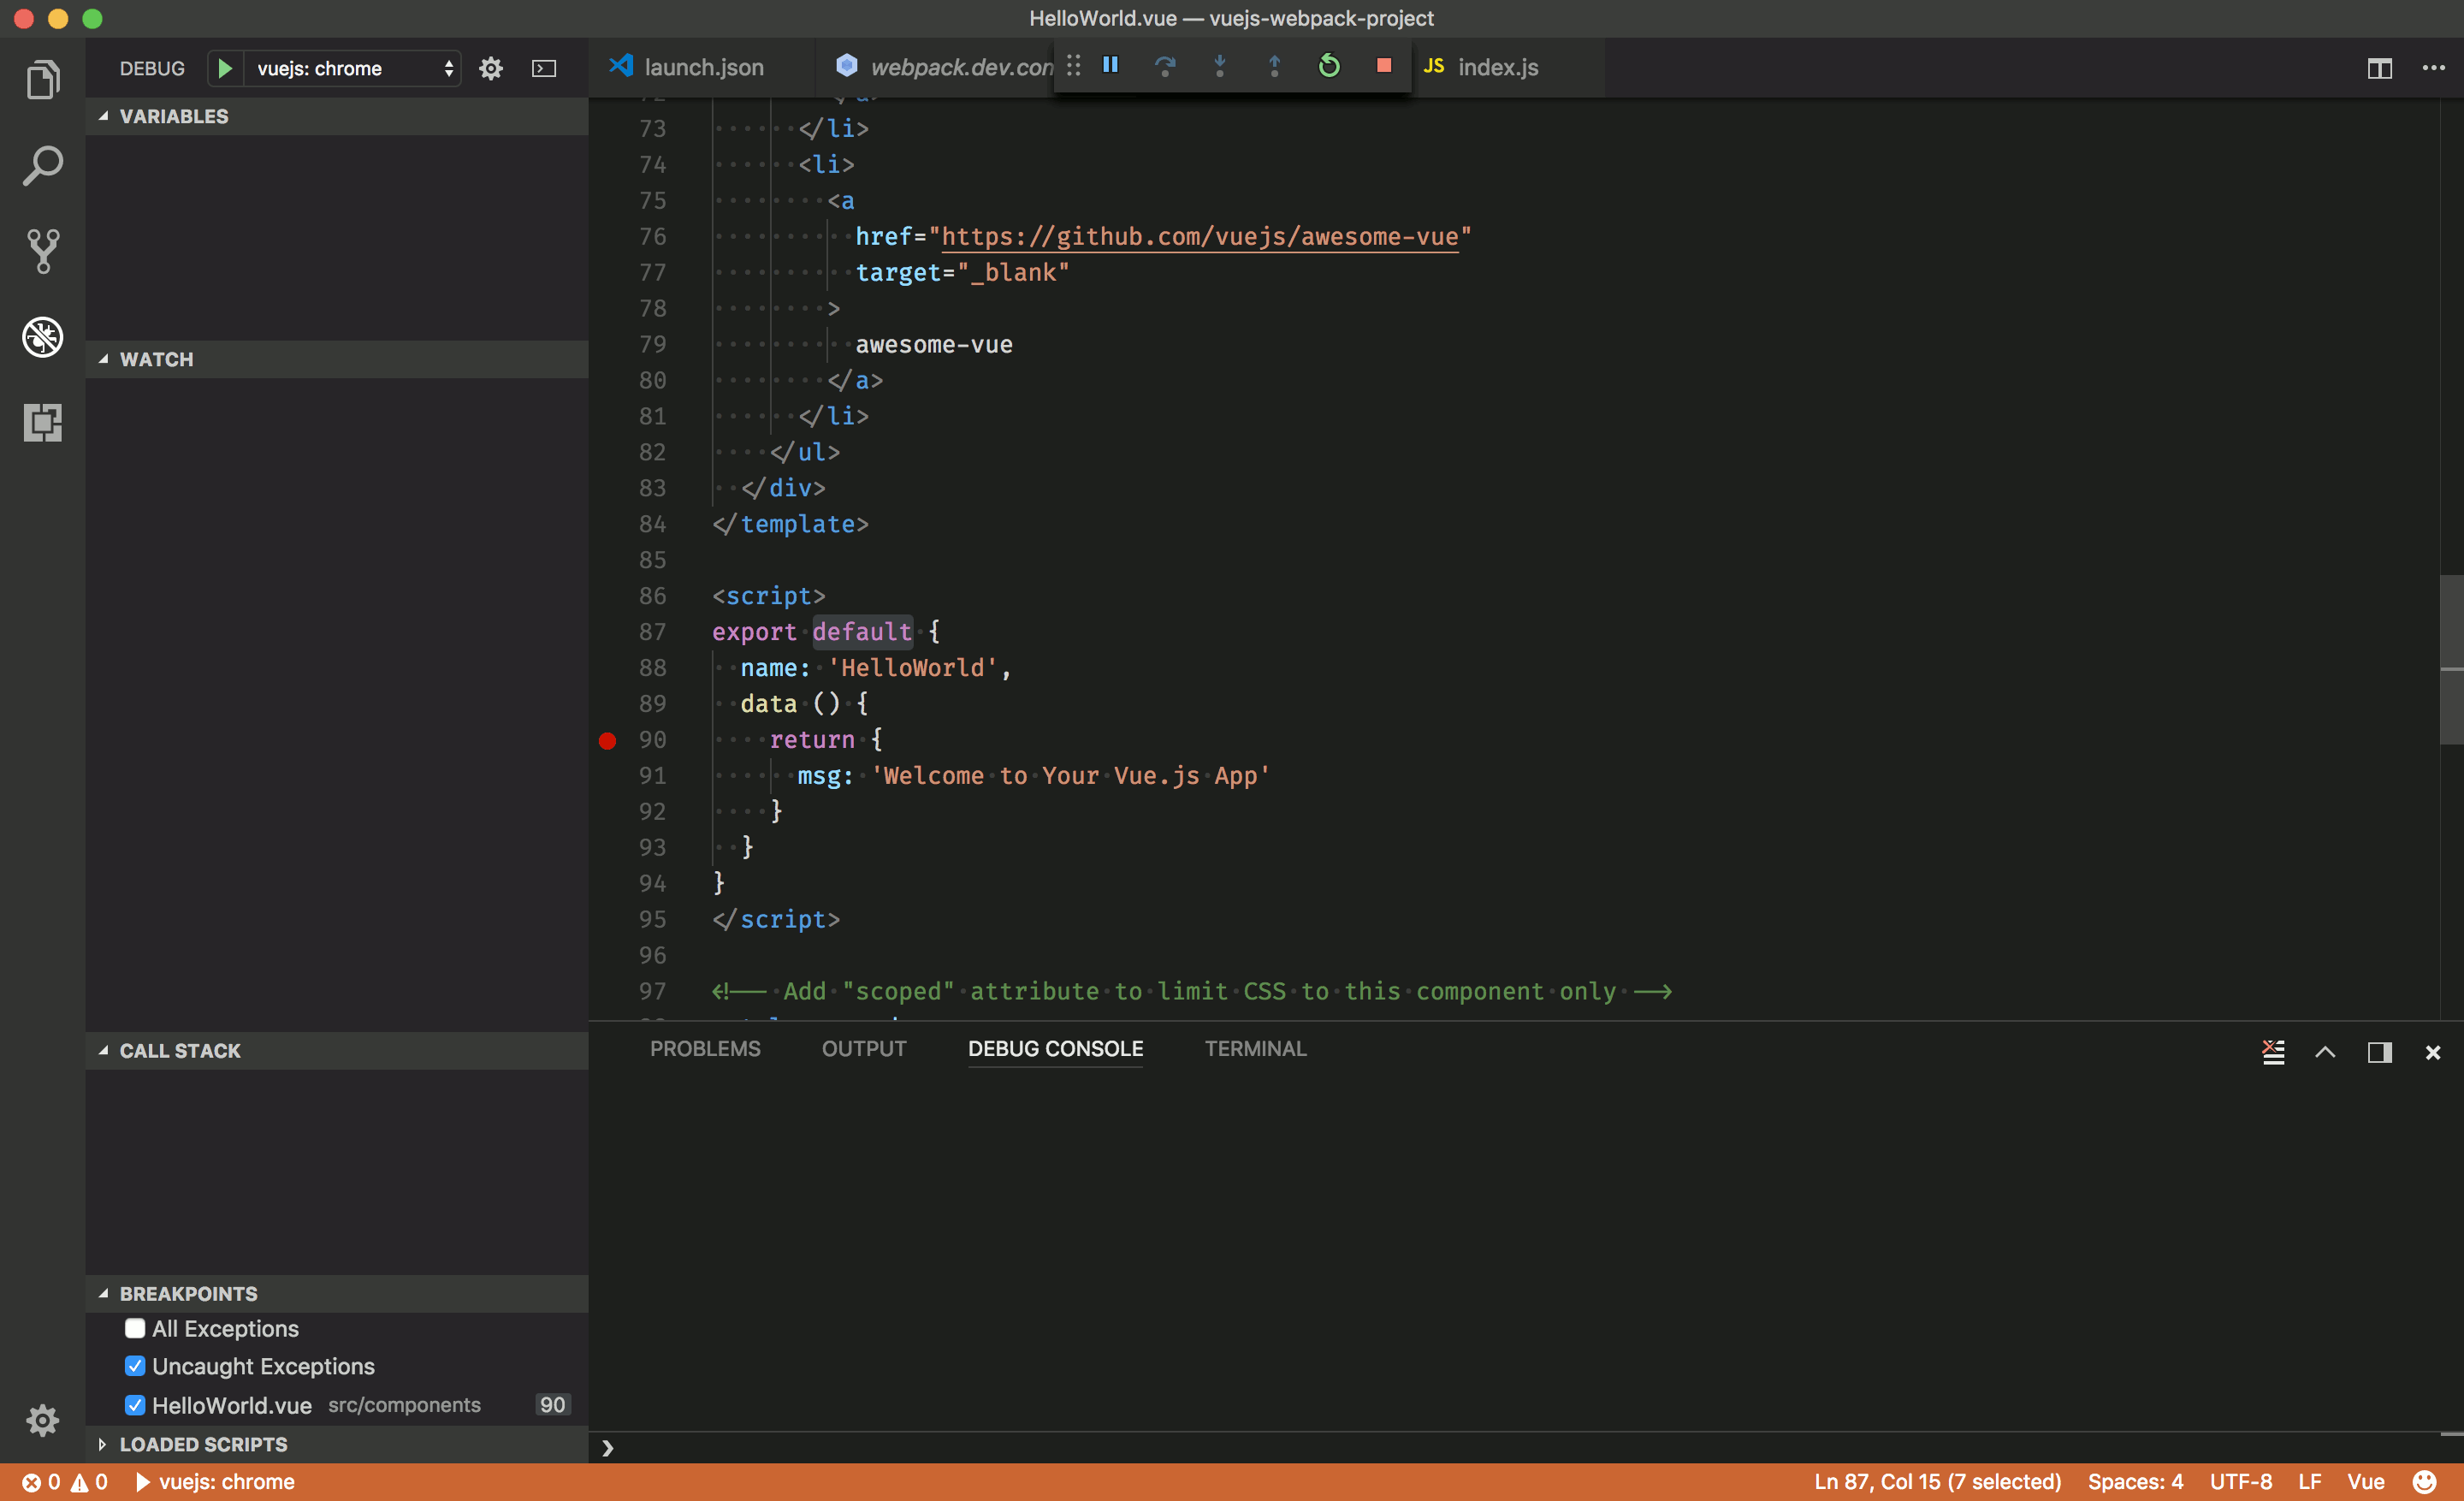 HelloWorld.vue — vuejs-webpack-project
DEBUG vuejs: chrome
launch.json
webpack.dev.con
JS index.js
VARIABLES
WATCH
CALL STACK
BREAKPOINTS
All Exceptions
Uncaught Exceptions
HelloWorld.vue src/components 90
LOADED SCRIPTS
73 </li>
74 <li>
75 <a
76 href="https://github.com/vuejs/awesome-vue"
77 target="_blank"
78 >
79 awesome-vue
80 </a>
81 </li>
82 </ul>
83 </div>
84 </template>
85
86 <script>
87 export default {
88 name: 'HelloWorld',
89 data () {
90 return {
91 msg: 'Welcome to Your Vue.js App'
92 }
93 }
94 }
95 </script>
96
97 <!-- Add "scoped" attribute to limit CSS to this component only -->
PROBLEMS OUTPUT DEBUG CONSOLE TERMINAL
0 0 vuejs: chrome
Ln 87, Col 15 (7 selected) Spaces: 4 UTF-8 LF Vue